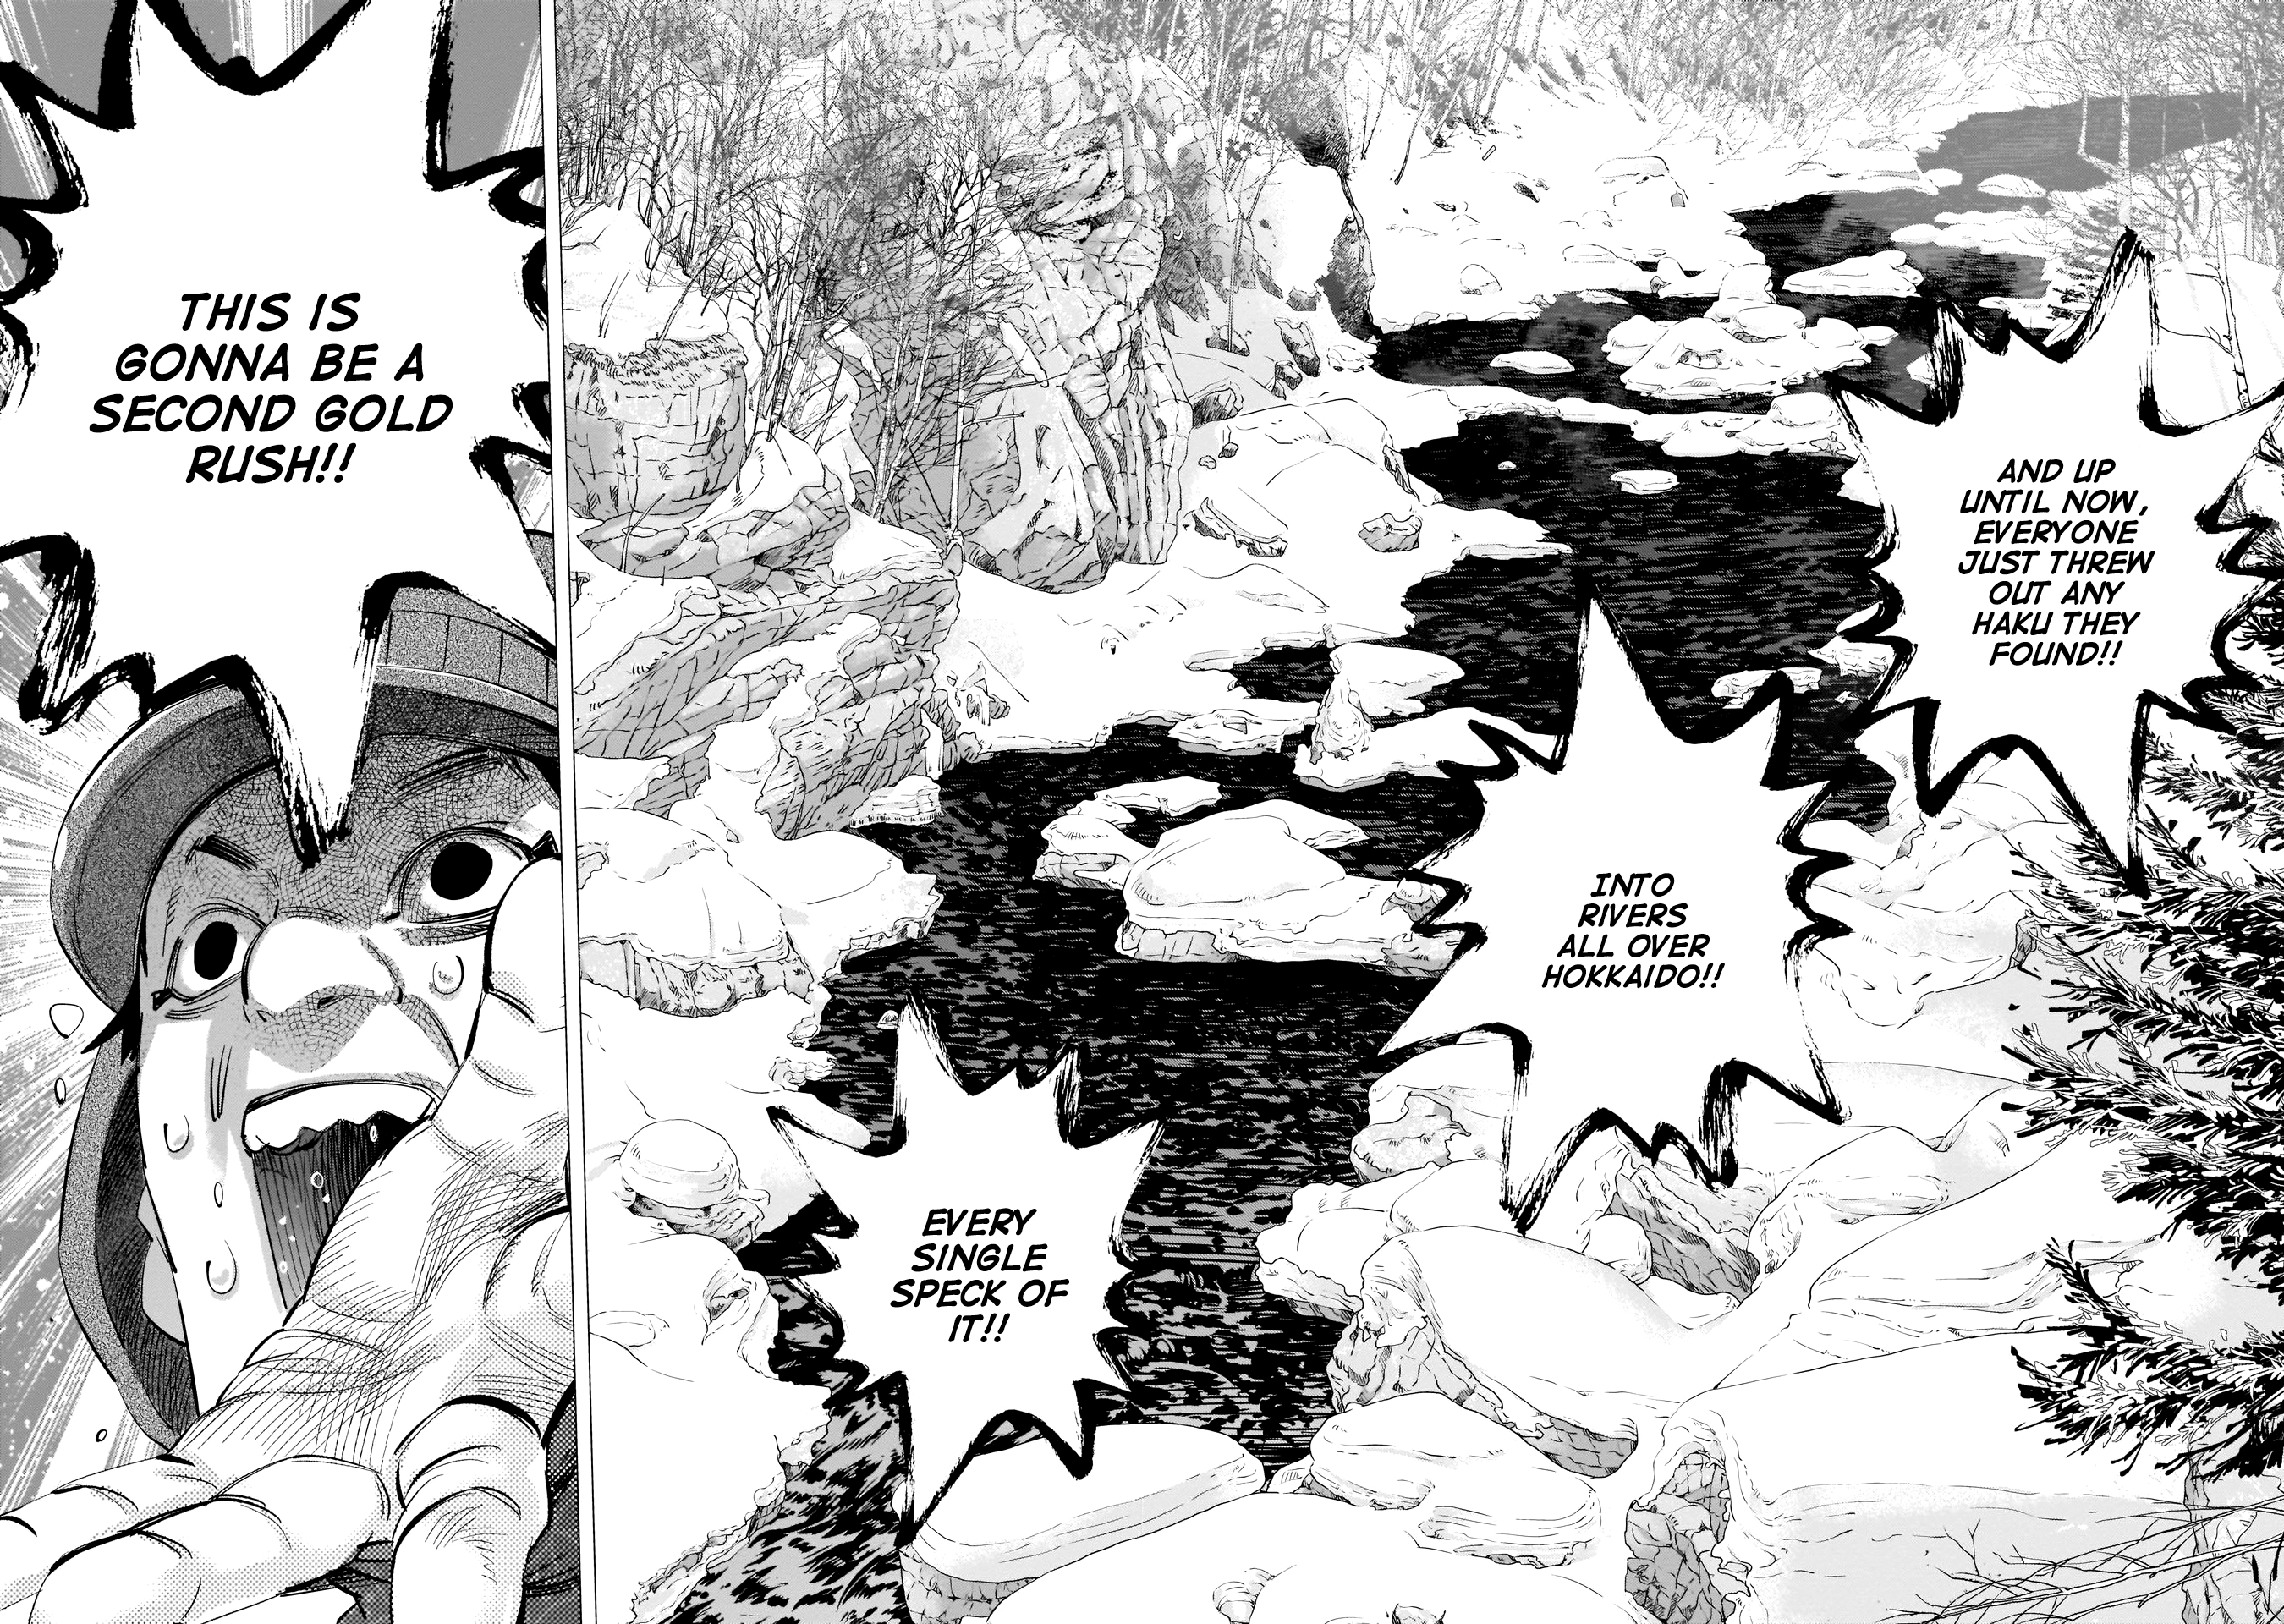 AND UP
UNTIL NOW,
EVERYONE
JUST THREW
OUT ANY
HAKU THEY
FOUND!!
INTO
RIVERS
ALL OVER
HOKKAIDO!!
EVERY
SINGLE
SPECK OF
IT!!
THIS IS
GONNA BE A
SECOND GOLD
RUSH!!